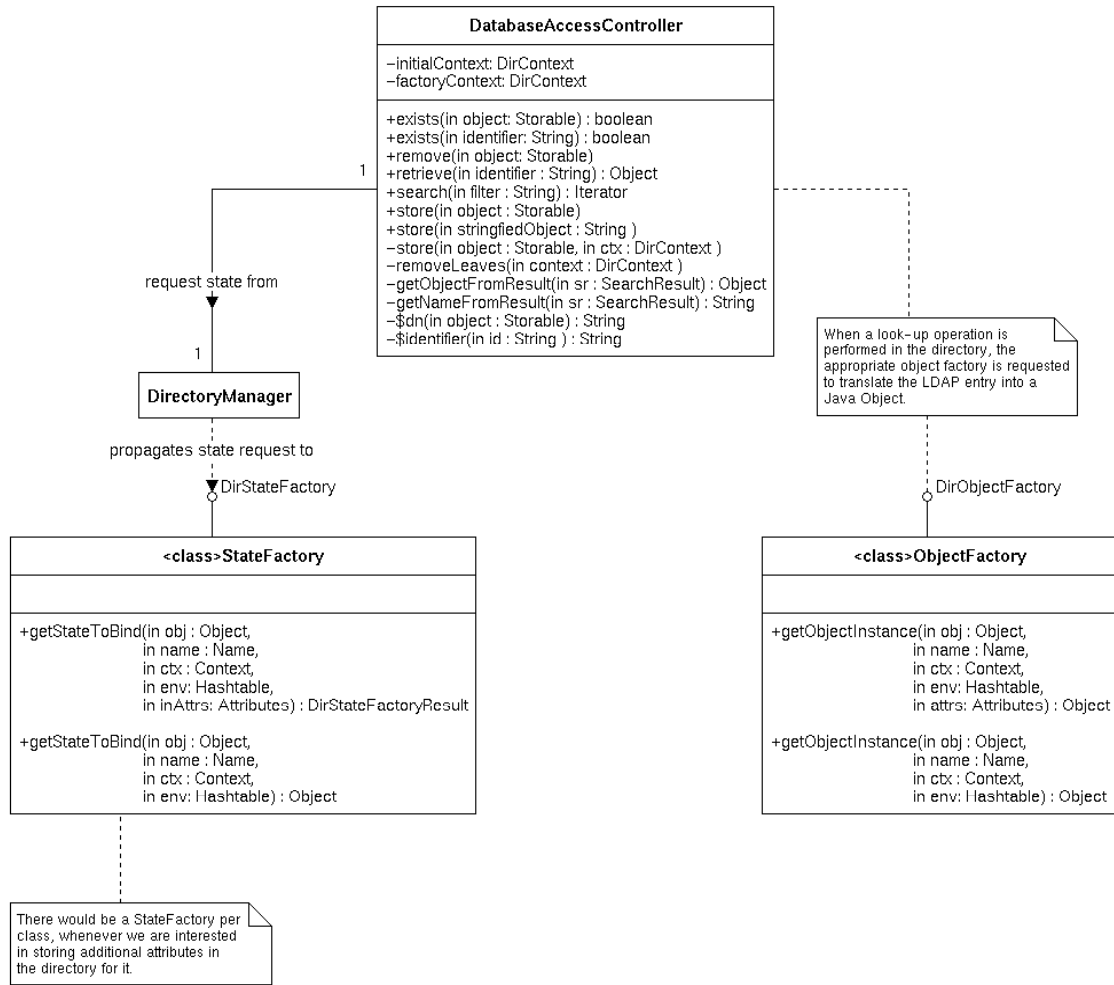 DatabaseAccessController
–initialContext: DirContext
–factoryContext: DirContext
+exists(in object: Storable) : boolean
+exists(in identifier: String) : boolean
+remove(in object: Storable)
+retrieve(in identifier : String) : Object
+search(in filter : String) : Iterator
+store(in object : Storable)
+store(in stringfiedObject : String )
–store(in object : Storable, in ctx : DirContext )
–removeLeaves(in context : DirContext )
–getObjectFromResult(in sr : SearchResult) : Object
–getNameFromResult(in sr : SearchResult) : String
–$dn(in object : Storable) : String
–$identifier(in id : String ) : String
1
request state from
1
DirectoryManager
propagates state request to
DirStateFactory
When a look–up operation is
performed in the directory, the
appropriate object factory is requested
to translate the LDAP entry into a
Java Object.
DirObjectFactory
<class>StateFactory
+getStateToBind(in obj : Object,
in name : Name,
in ctx : Context,
in env: Hashtable,
in inAttrs: Attributes) : DirStateFactoryResult
+getStateToBind(in obj : Object,
in name : Name,
in ctx : Context,
in env: Hashtable) : Object
<class>ObjectFactory
+getObjectInstance(in obj : Object,
in name : Name,
in ctx : Context,
in env: Hashtable,
in attrs: Attributes) : Object
+getObjectInstance(in obj : Object,
in name : Name,
in ctx : Context,
in env: Hashtable) : Object
There would be a StateFactory per
class, whenever we are interested
in storing additional attributes in
the directory for it.